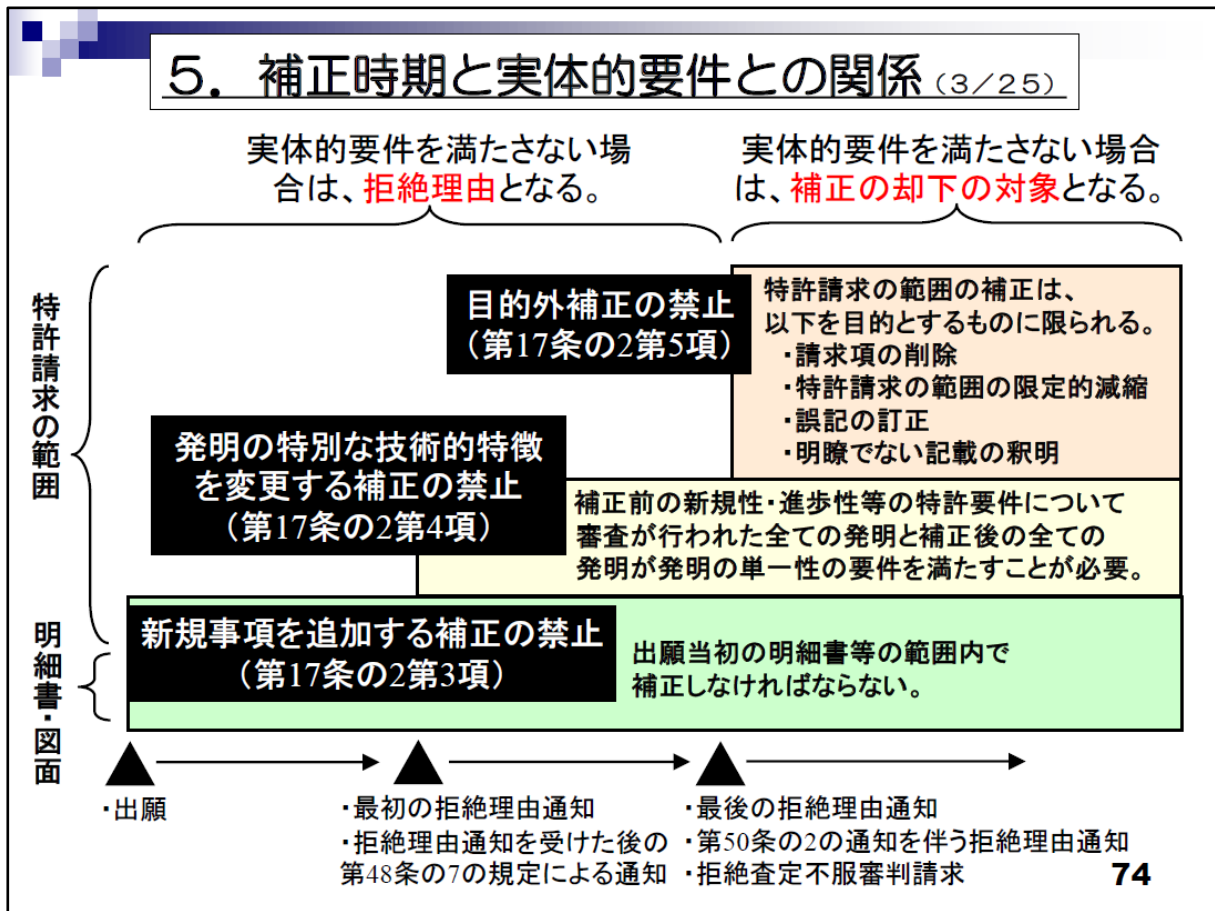 ５．補正時期と実体的要件との関係（３／２５）
実体的要件を満たさない場
合は、拒絶理由となる。
実体的要件を満たさない場合
は、補正の却下の対象となる。
特許請求の範囲
明細書・図面
目的外補正の禁止
（第17条の2第5項）
特許請求の範囲の補正は、
以下を目的とするものに限られる。
・請求項の削除
・特許請求の範囲の限定的減縮
・誤記の訂正
・明瞭でない記載の釈明
発明の特別な技術的特徴
を変更する補正の禁止
（第17条の2第4項）
補正前の新規性・進歩性等の特許要件について
審査が行われた全ての発明と補正後の全ての
発明が発明の単一性の要件を満たすことが必要。
新規事項を追加する補正の禁止
（第17条の2第3項）
出願当初の明細書等の範囲内で
補正しなければならない。
・出願
・最初の拒絶理由通知
・拒絶理由通知を受けた後の
第48条の7の規定による通知
・最後の拒絶理由通知
・第50条の2の通知を伴う拒絶理由通知
・拒絶査定不服審判請求
74